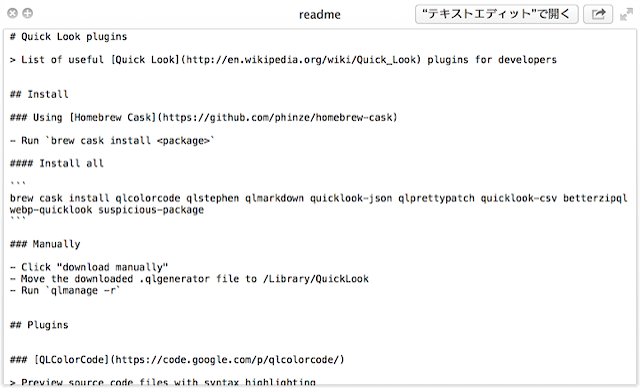 readme
"テキストエディット"で開く
# Quick Look plugins
> List of useful [Quick Look](http://en.wikipedia.org/wiki/Quick_Look) plugins for developers
## Install
### Using [Homebrew Cask](https://github.com/phinze/homebrew-cask)
- Run `brew cask install <package>`
#### Install all
```
brew cask install qlcolorcode qlstephen qlmarkdown quicklook-json qlprettypatch quicklook-csv betterzipql
webp-quicklook suspicious-package
```
### Manually
- Click "download manually"
- Move the downloaded .qlgenerator file to /Library/QuickLook
- Run `qlmanage -r`
## Plugins
### [QLColorCode](https://code.google.com/p/qlcolorcode/)
> Preview source code files with syntax highlighting